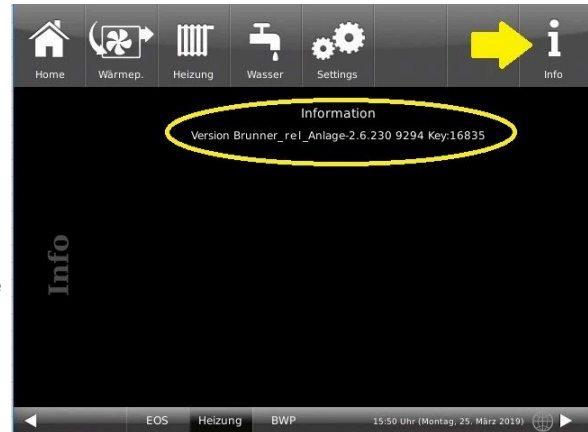 Home Wärmep. Heizung Wasser Settings Info
Information
Version Brunner_rel_Anlage-2.6.230 9294 Key:16835
Info
EOS Heizung BWP 15:50 Uhr (Montag, 25. März 2019)